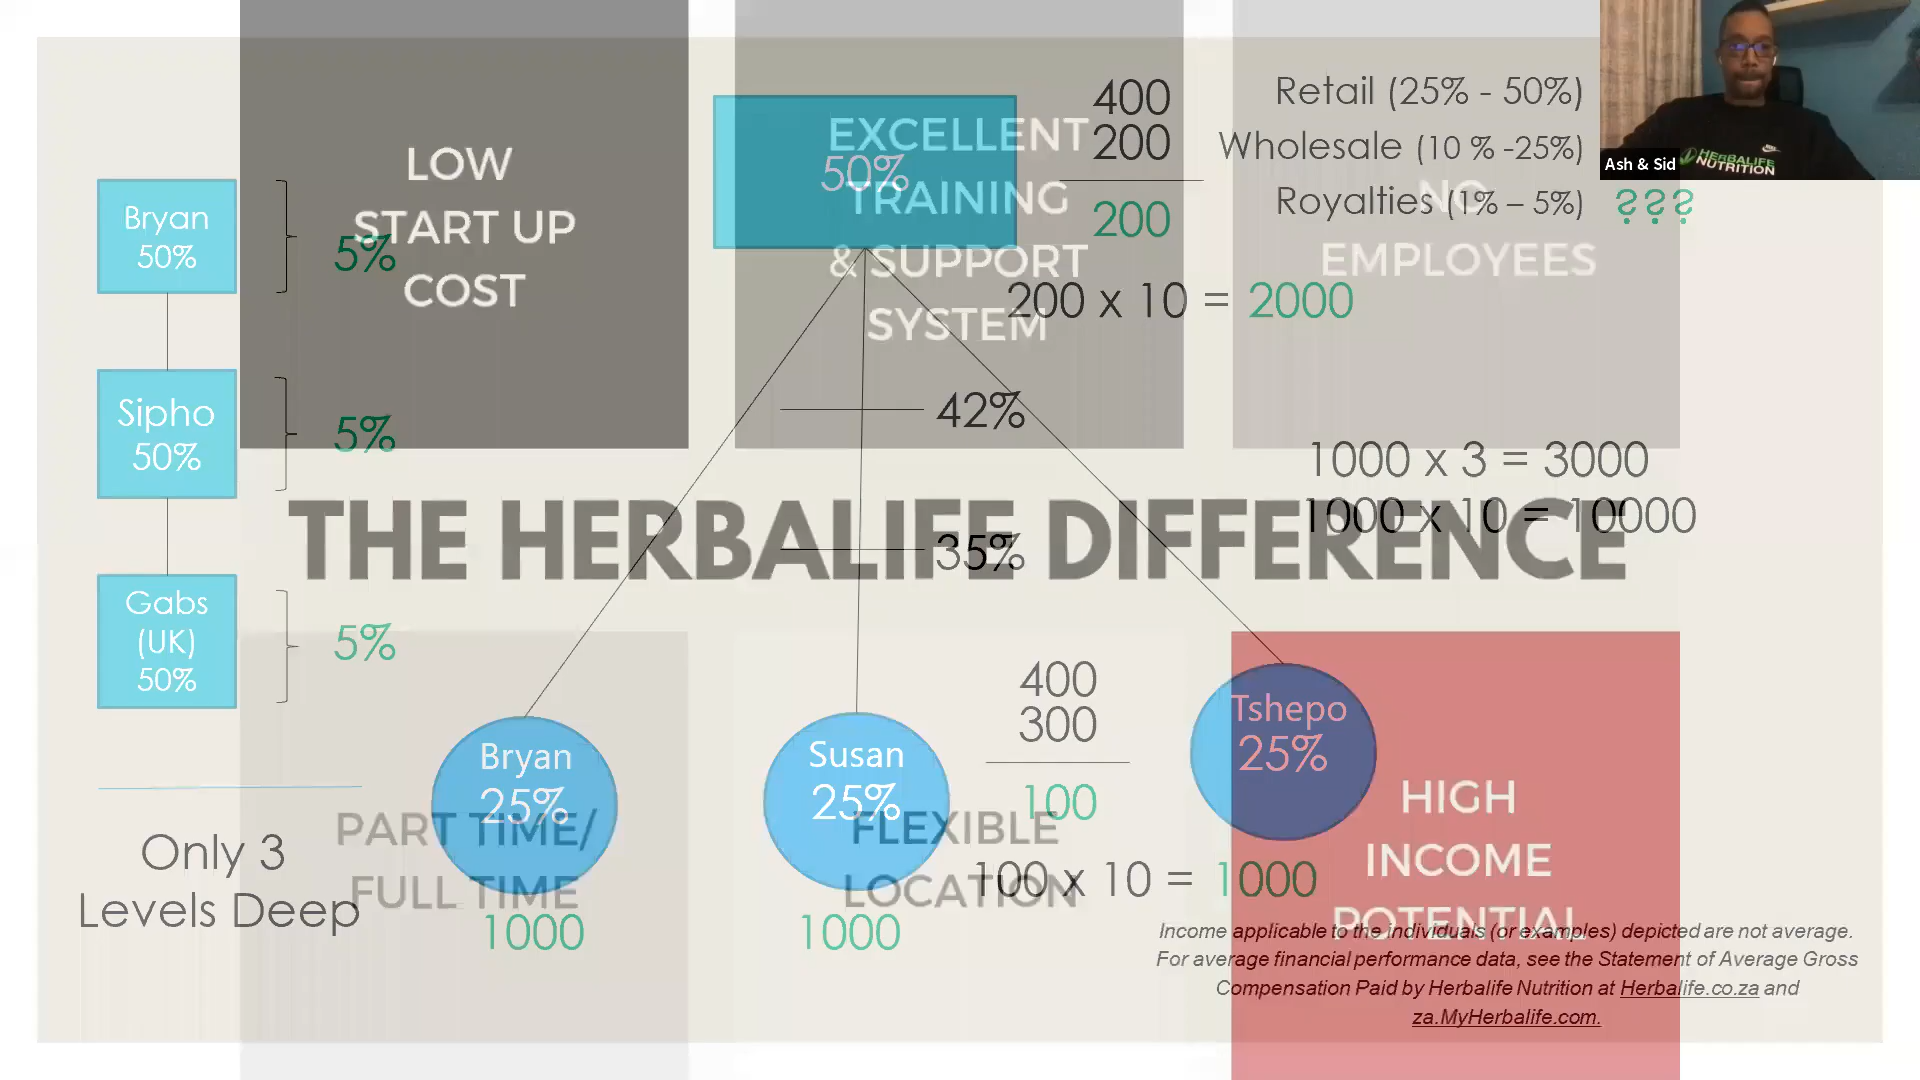 Ash & Sid
HERBALIFE
NUTRITION
LOW
START UP
COST
EXCELLENT
TRAINING
& SUPPORT
SYSTEM
NO
EMPLOYEES
THE HERBALIFE DIFFERENCE
PART TIME/
FULL TIME
FLEXIBLE
LOCATION
HIGH
INCOME
POTENTIAL
Bryan
50%
5%
Sipho
50%
5%
Gabs
(UK)
50%
5%
Only 3
Levels Deep
50%
400
200
200
200 x 10 = 2000
Retail (25% - 50%)
Wholesale (10 % -25%)
Royalties (1% – 5%) ???
42%
35%
1000 x 3 = 3000
1000 x 10 = 10000
Bryan
25%
1000
Susan
25%
1000
400
300
100
100 x 10 = 1000
Tshepo
25%
Income applicable to the individuals (or examples) depicted are not average.
For average financial performance data, see the Statement of Average Gross
Compensation Paid by Herbalife Nutrition at Herbalife.co.za and
za.MyHerbalife.com.